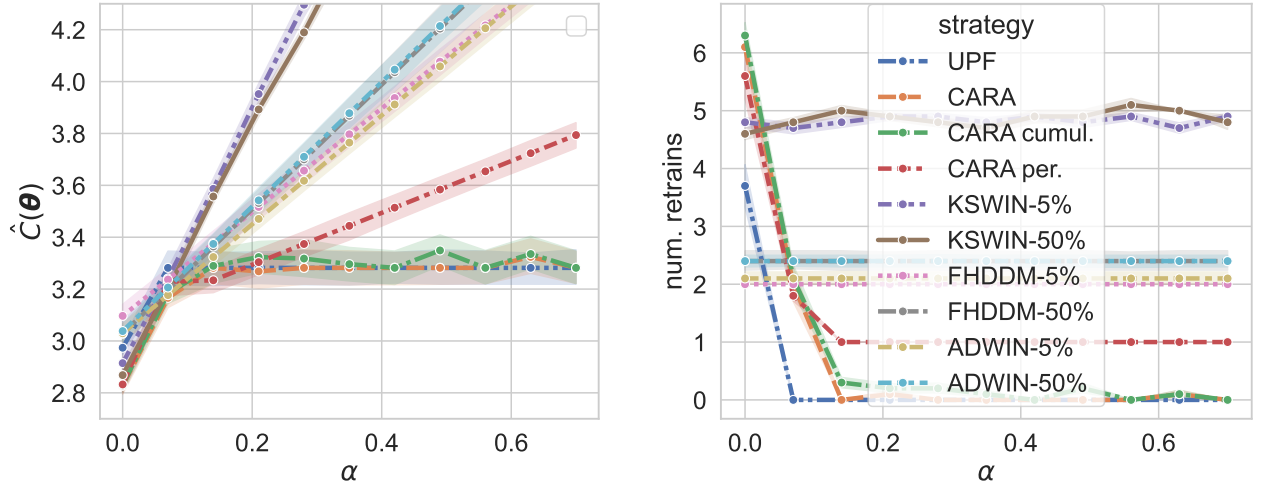 4.2
4.0
3.8
3.6
3.4
3.2
3.0
2.8
Ĉ(θ)
0.0
0.2
0.4
0.6
α
6
5
4
3
2
1
0
num. retrains
strategy
UPF
CARA
CARA cumul.
CARA per.
KSWIN-5%
KSWIN-50%
FHDDM-5%
FHDDM-50%
ADWIN-5%
ADWIN-50%
0.0
0.2
0.4
0.6
α